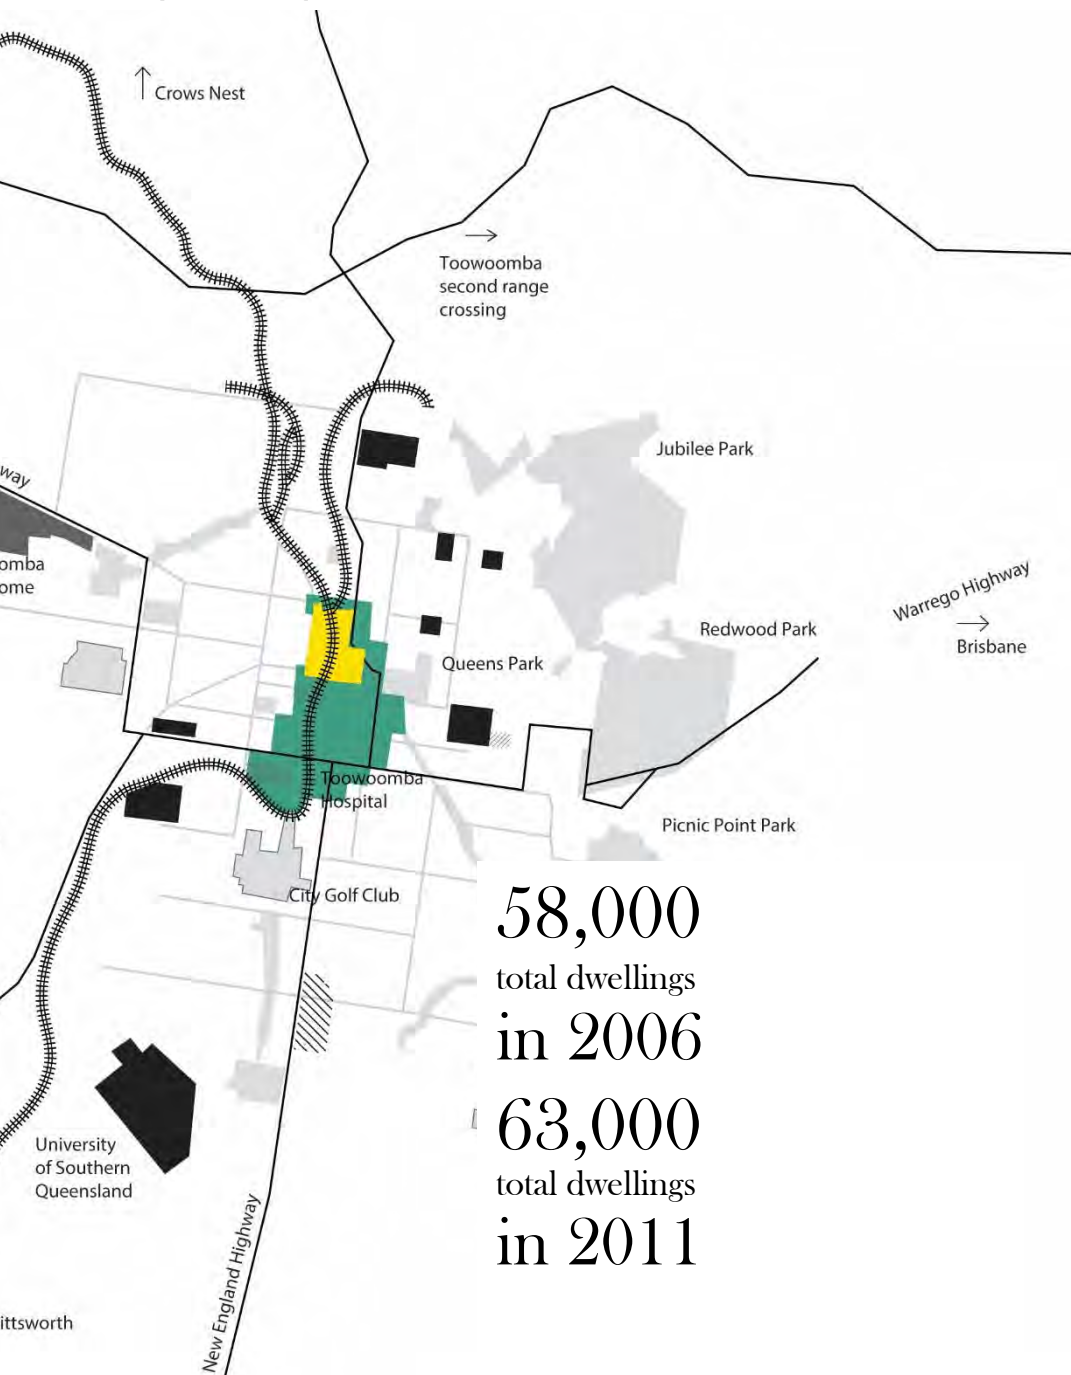 Crows Nest
Toowoomba
second range
crossing
Jubilee Park
way
omba
ome
Warrego Highway
Brisbane
Redwood Park
Queens Park
Toowoomba
Hospital
Picnic Point Park
City Golf Club
58,000
total dwellings
in 2006
63,000
total dwellings
in 2011
University
of Southern
Queensland
New England Highway
ittsworth